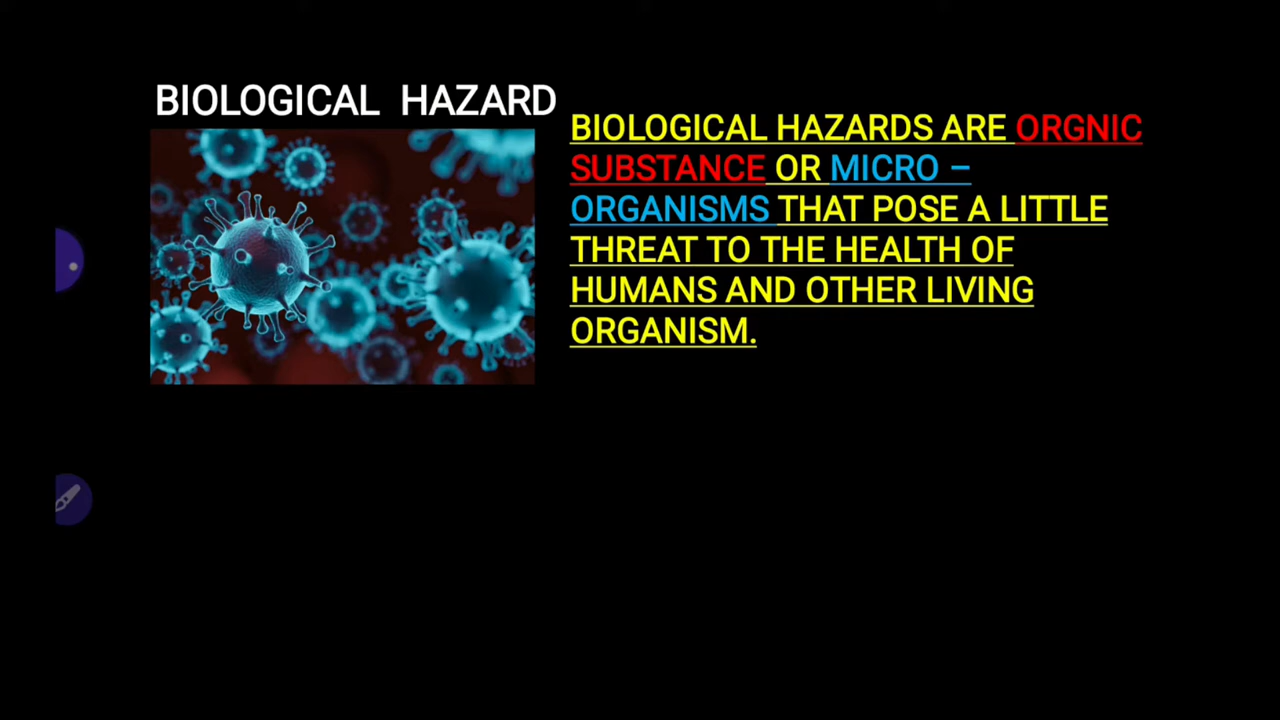 BIOLOGICAL HAZARD
BIOLOGICAL HAZARDS ARE ORGNIC
SUBSTANCE OR MICRO –
ORGANISMS THAT POSE A LITTLE
THREAT TO THE HEALTH OF
HUMANS AND OTHER LIVING
ORGANISM.